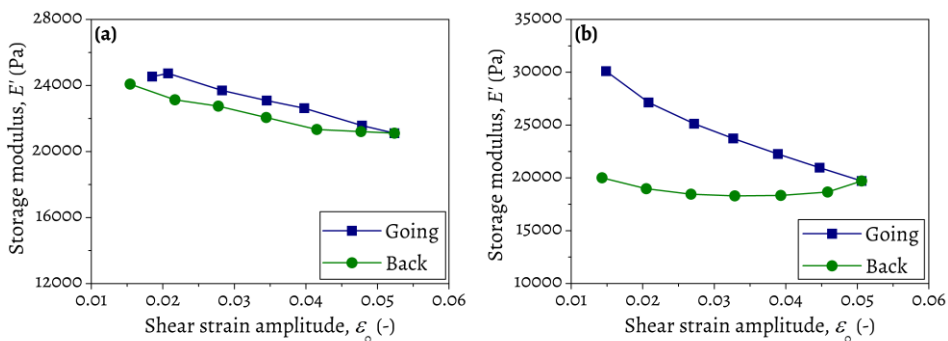 (a)
Storage modulus, E' (Pa)
28000
24000
20000
16000
12000
Going
Back
0.01 0.02 0.03 0.04 0.05 0.06
Shear strain amplitude, ε₀ (-)
(b)
Storage modulus, E' (Pa)
35000
30000
25000
20000
15000
10000
Going
Back
0.01 0.02 0.03 0.04 0.05 0.06
Shear strain amplitude, ε₀ (-)